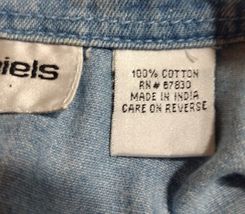 iels
100% COTTON
RN# 67830
MADE IN INDIA
CARE ON REVERSE